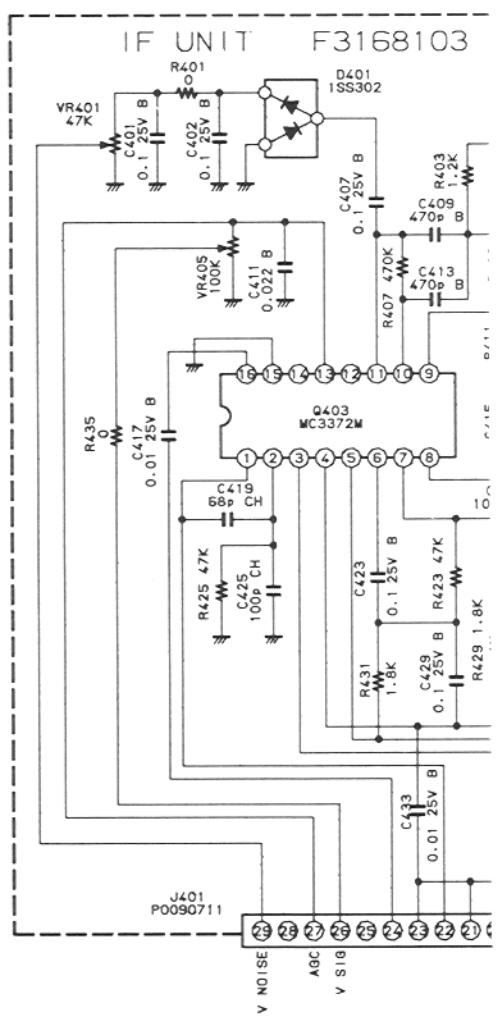 IF UNIT F3168103
R401
0
D401
1SS302
VR401
47K
C401
0.1 25V B
C402
0.1 25V B
C407
0.1 25V B
R403
1.2K
C409
470p B
R407 470K
C413
470p B
VR405
100K
C411
0.022 B
R435
0
C417
0.01 25V B
16 15 14 13 12 11 10 9
Q403
MC3372M
1 2 3 4 5 6 7 8
C419
68p CH
10
R425 47K
C425
100p CH
C423
0.1 25V B
R423 47K
R431
1.8K
C429
0.1 25V B
R429 1.8K
C433
0.01 25V B
J401
P0090711
29 28 27 26 25 24 23 22 21
V NOISE
AGC
V SIG